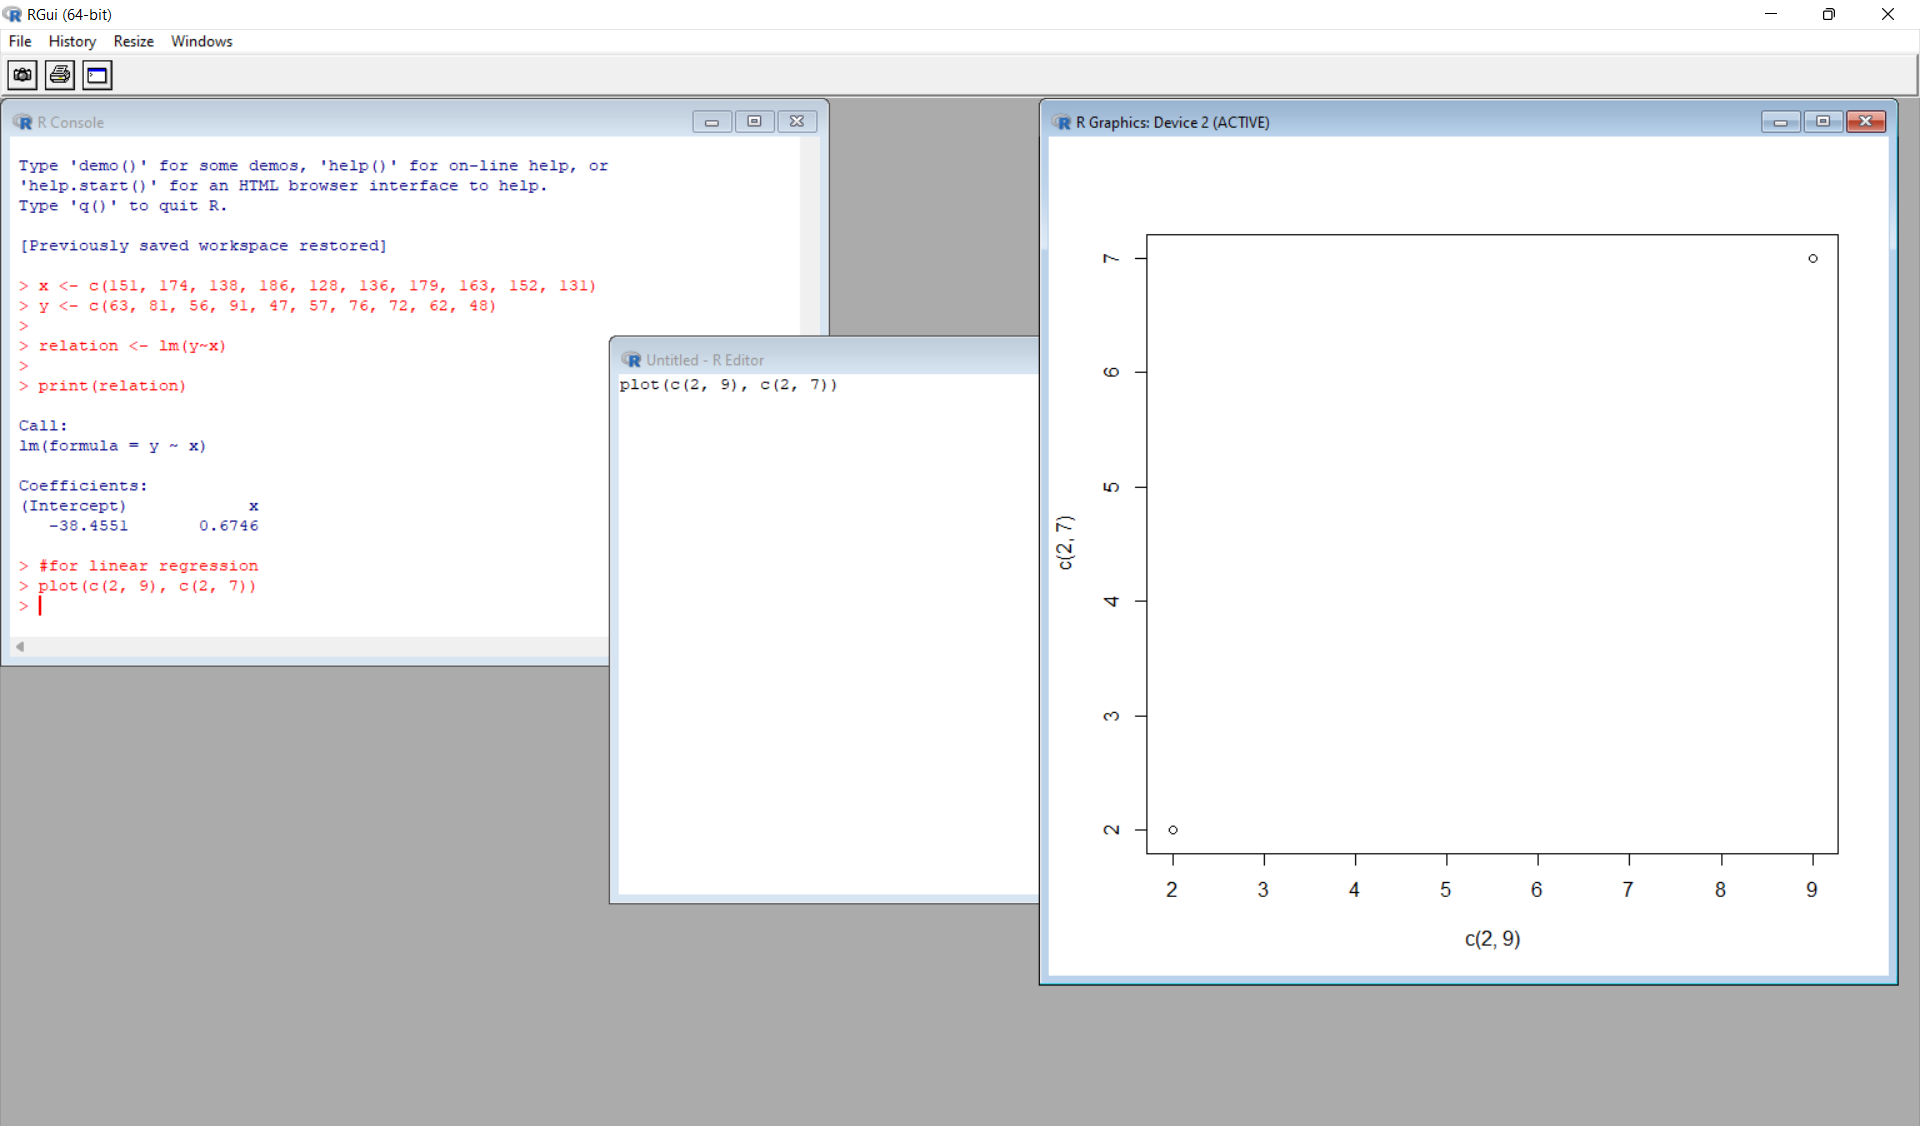 RGui (64-bit)
File History Resize Windows
R Console
Type 'demo()' for some demos, 'help()' for on-line help, or
'help.start()' for an HTML browser interface to help.
Type 'q()' to quit R.
[Previously saved workspace restored]
> x <- c(151, 174, 138, 186, 128, 136, 179, 163, 152, 131)
> y <- c(63, 81, 56, 91, 47, 57, 76, 72, 62, 48)
>
> relation <- lm(y~x)
>
> print(relation)
Call:
lm(formula = y ~ x)
Coefficients:
(Intercept) x
-38.4551 0.6746
> #for linear regression
> plot(c(2, 9), c(2, 7))
>
Untitled - R Editor
plot(c(2, 9), c(2, 7))
R Graphics: Device 2 (ACTIVE)
7
6
5
4
3
2
c(2, 7)
2 3 4 5 6 7 8 9
c(2, 9)